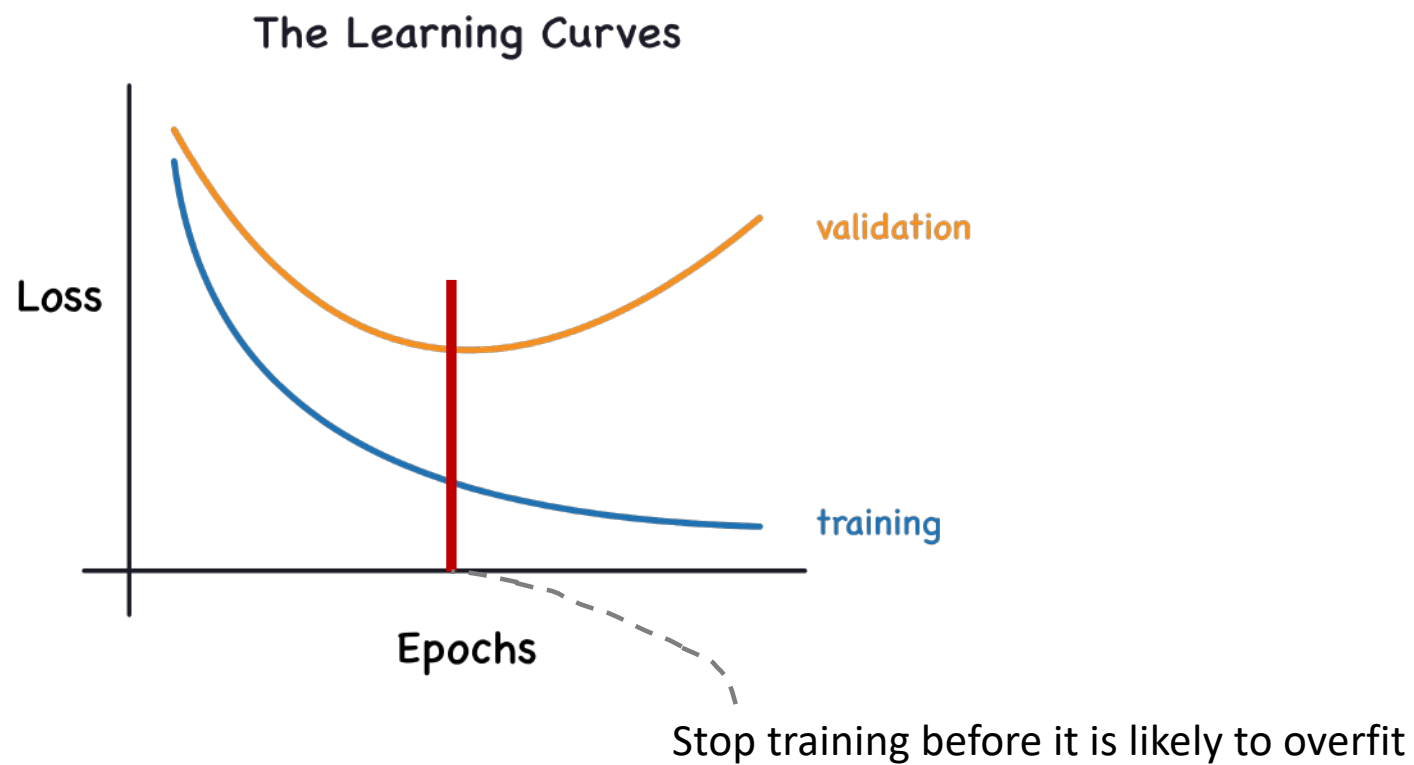 The Learning Curves
validation
Loss
training
Epochs
Stop training before it is likely to overfit